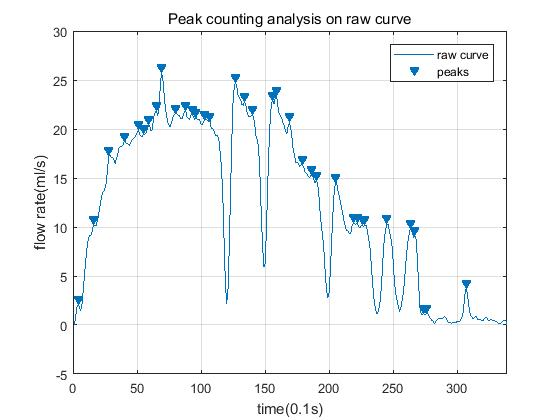 Peak counting analysis on raw curve
30
25
20
15
10
5
0
-5
flow rate(ml/s)
raw curve
peaks
0 50 100 150 200 250 300
time(0.1s)